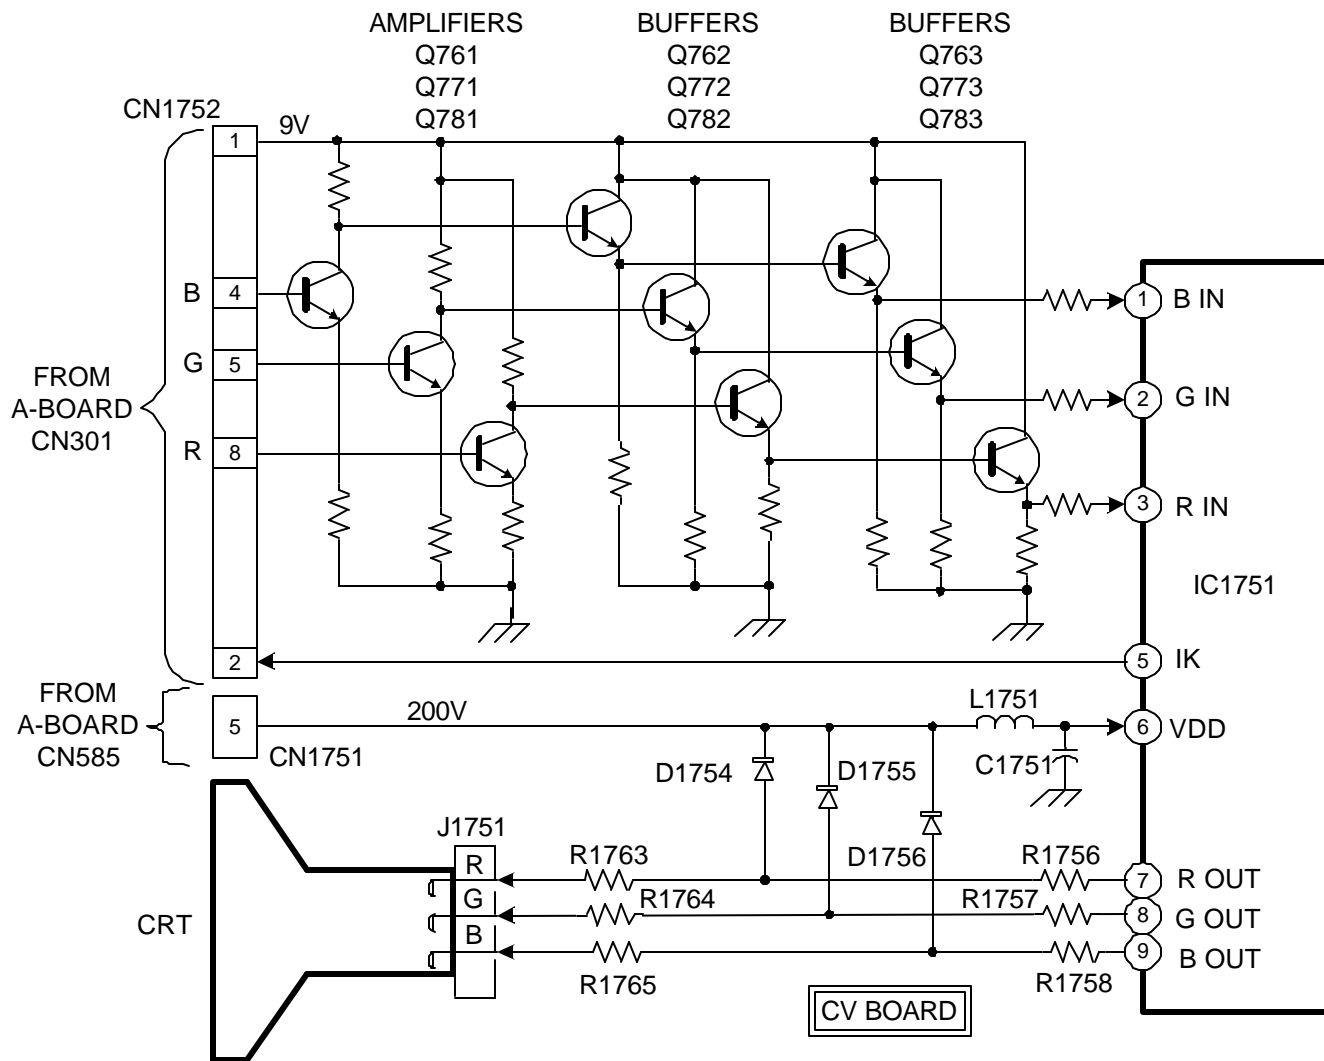 AMPLIFIERS
Q761
Q771
Q781
BUFFERS
Q762
Q772
Q782
BUFFERS
Q763
Q773
Q783
CN1752
1
9V
B
4
G
5
R
8
FROM
A-BOARD
CN301
2
1
B IN
2
G IN
3
R IN
IC1751
5
IK
FROM
A-BOARD
CN585
5
CN1751
200V
L1751
C1751
6
VDD
D1754
D1755
D1756
J1751
R
G
B
R1763
R1764
R1765
R1756
R1757
R1758
7
R OUT
8
G OUT
9
B OUT
CRT
CV BOARD